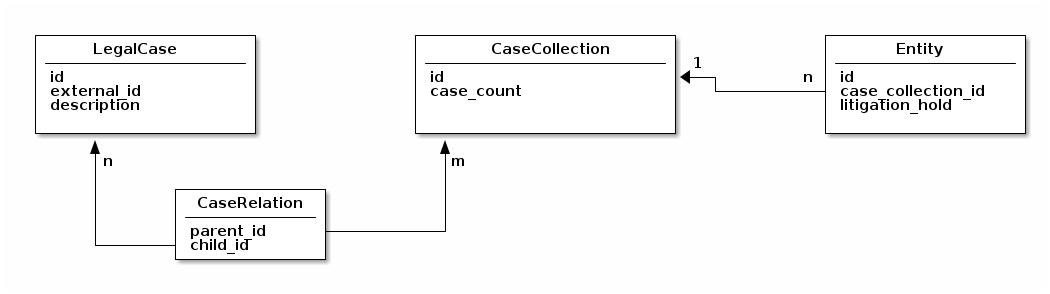 LegalCase
id
external_id
description
CaseCollection
id
case_count
1
n
Entity
id
case_collection_id
litigation_hold
n
m
CaseRelation
parent_id
child_id